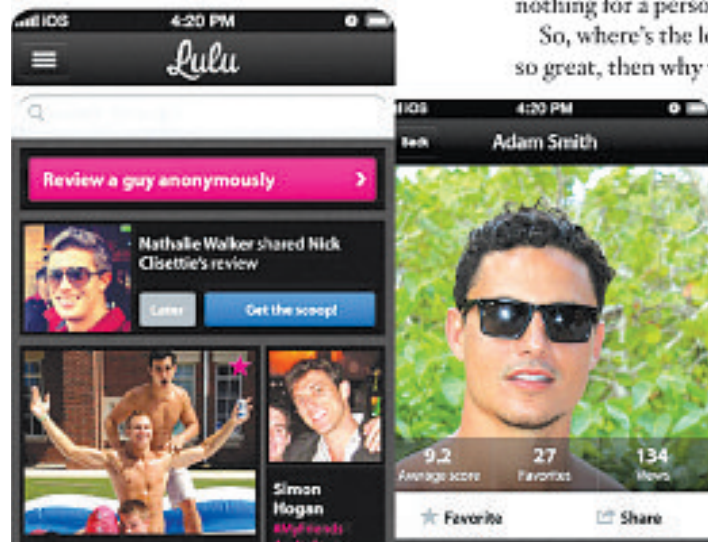 nothing for a perso
So, where's the lo
so great, then why
iOS 4:20 PM
Lulu
Review a guy anonymously
Nathalie Walker shared Nick
Clisettie's review
Later
Get the scoop!
Simon
Hogan
#MyFriends
iOS 4:20 PM
Back
Adam Smith
9.2 27 134
Average score Favorites Views
Favorite Share